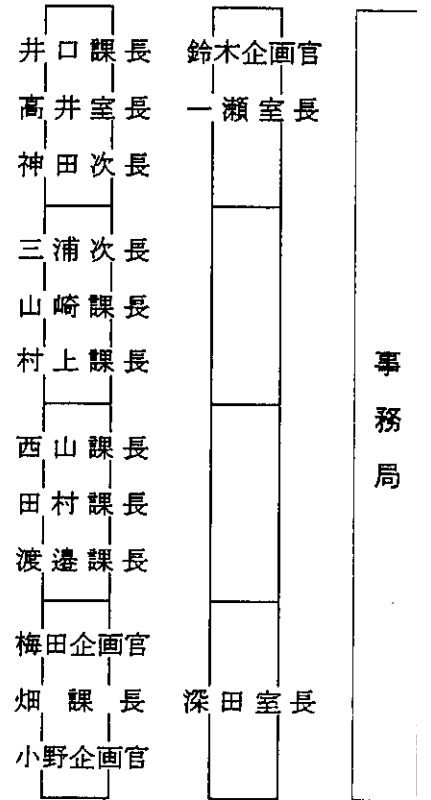 井口課長
高井室長
神田次長
三浦次長
山崎課長
村上課長
西山課長
田村課長
渡邉課長
梅田企画官
畑課長
小野企画官
鈴木企画官
一瀬室長
深田室長
事務局